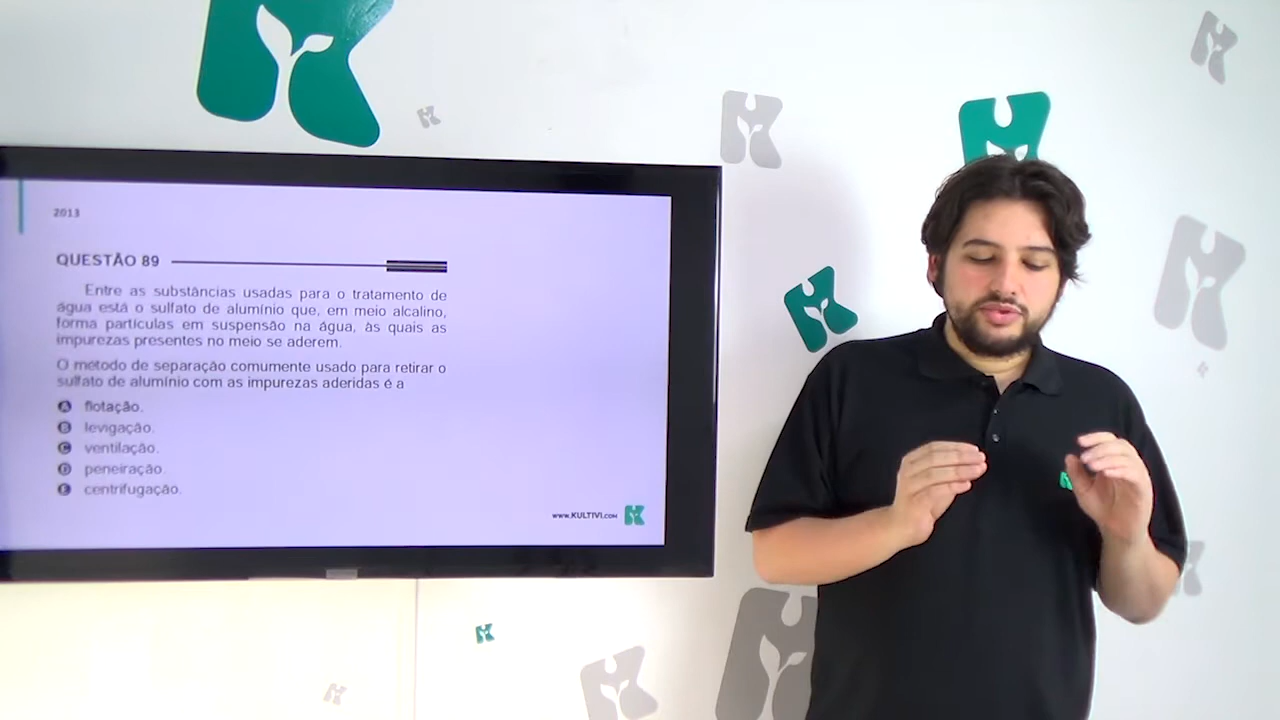 2013
QUESTÃO 89
Entre as substâncias usadas para o tratamento de
água está o sulfato de alumínio que, em meio alcalino,
forma partículas em suspensão na água, às quais as
impurezas presentes no meio se aderem.
O método de separação comumente usado para retirar o
sulfato de alumínio com as impurezas aderidas é a
A flotação.
B levigação.
C ventilação.
D peneiração.
E centrifugação.
www.KULTIVI.com